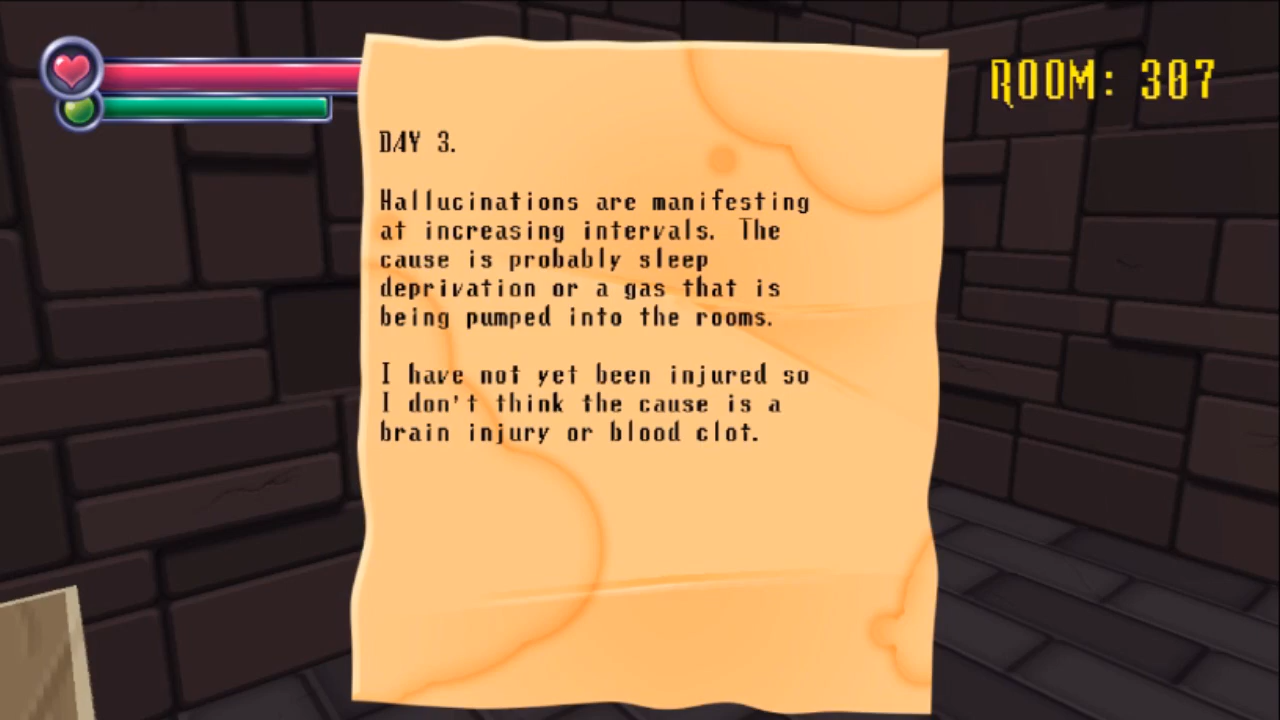 ROOM: 307
DAY 3.
Hallucinations are manifesting
at increasing intervals. The
cause is probably sleep
deprivation or a gas that is
being pumped into the rooms.
I have not yet been injured so
I don't think the cause is a
brain injury or blood clot.